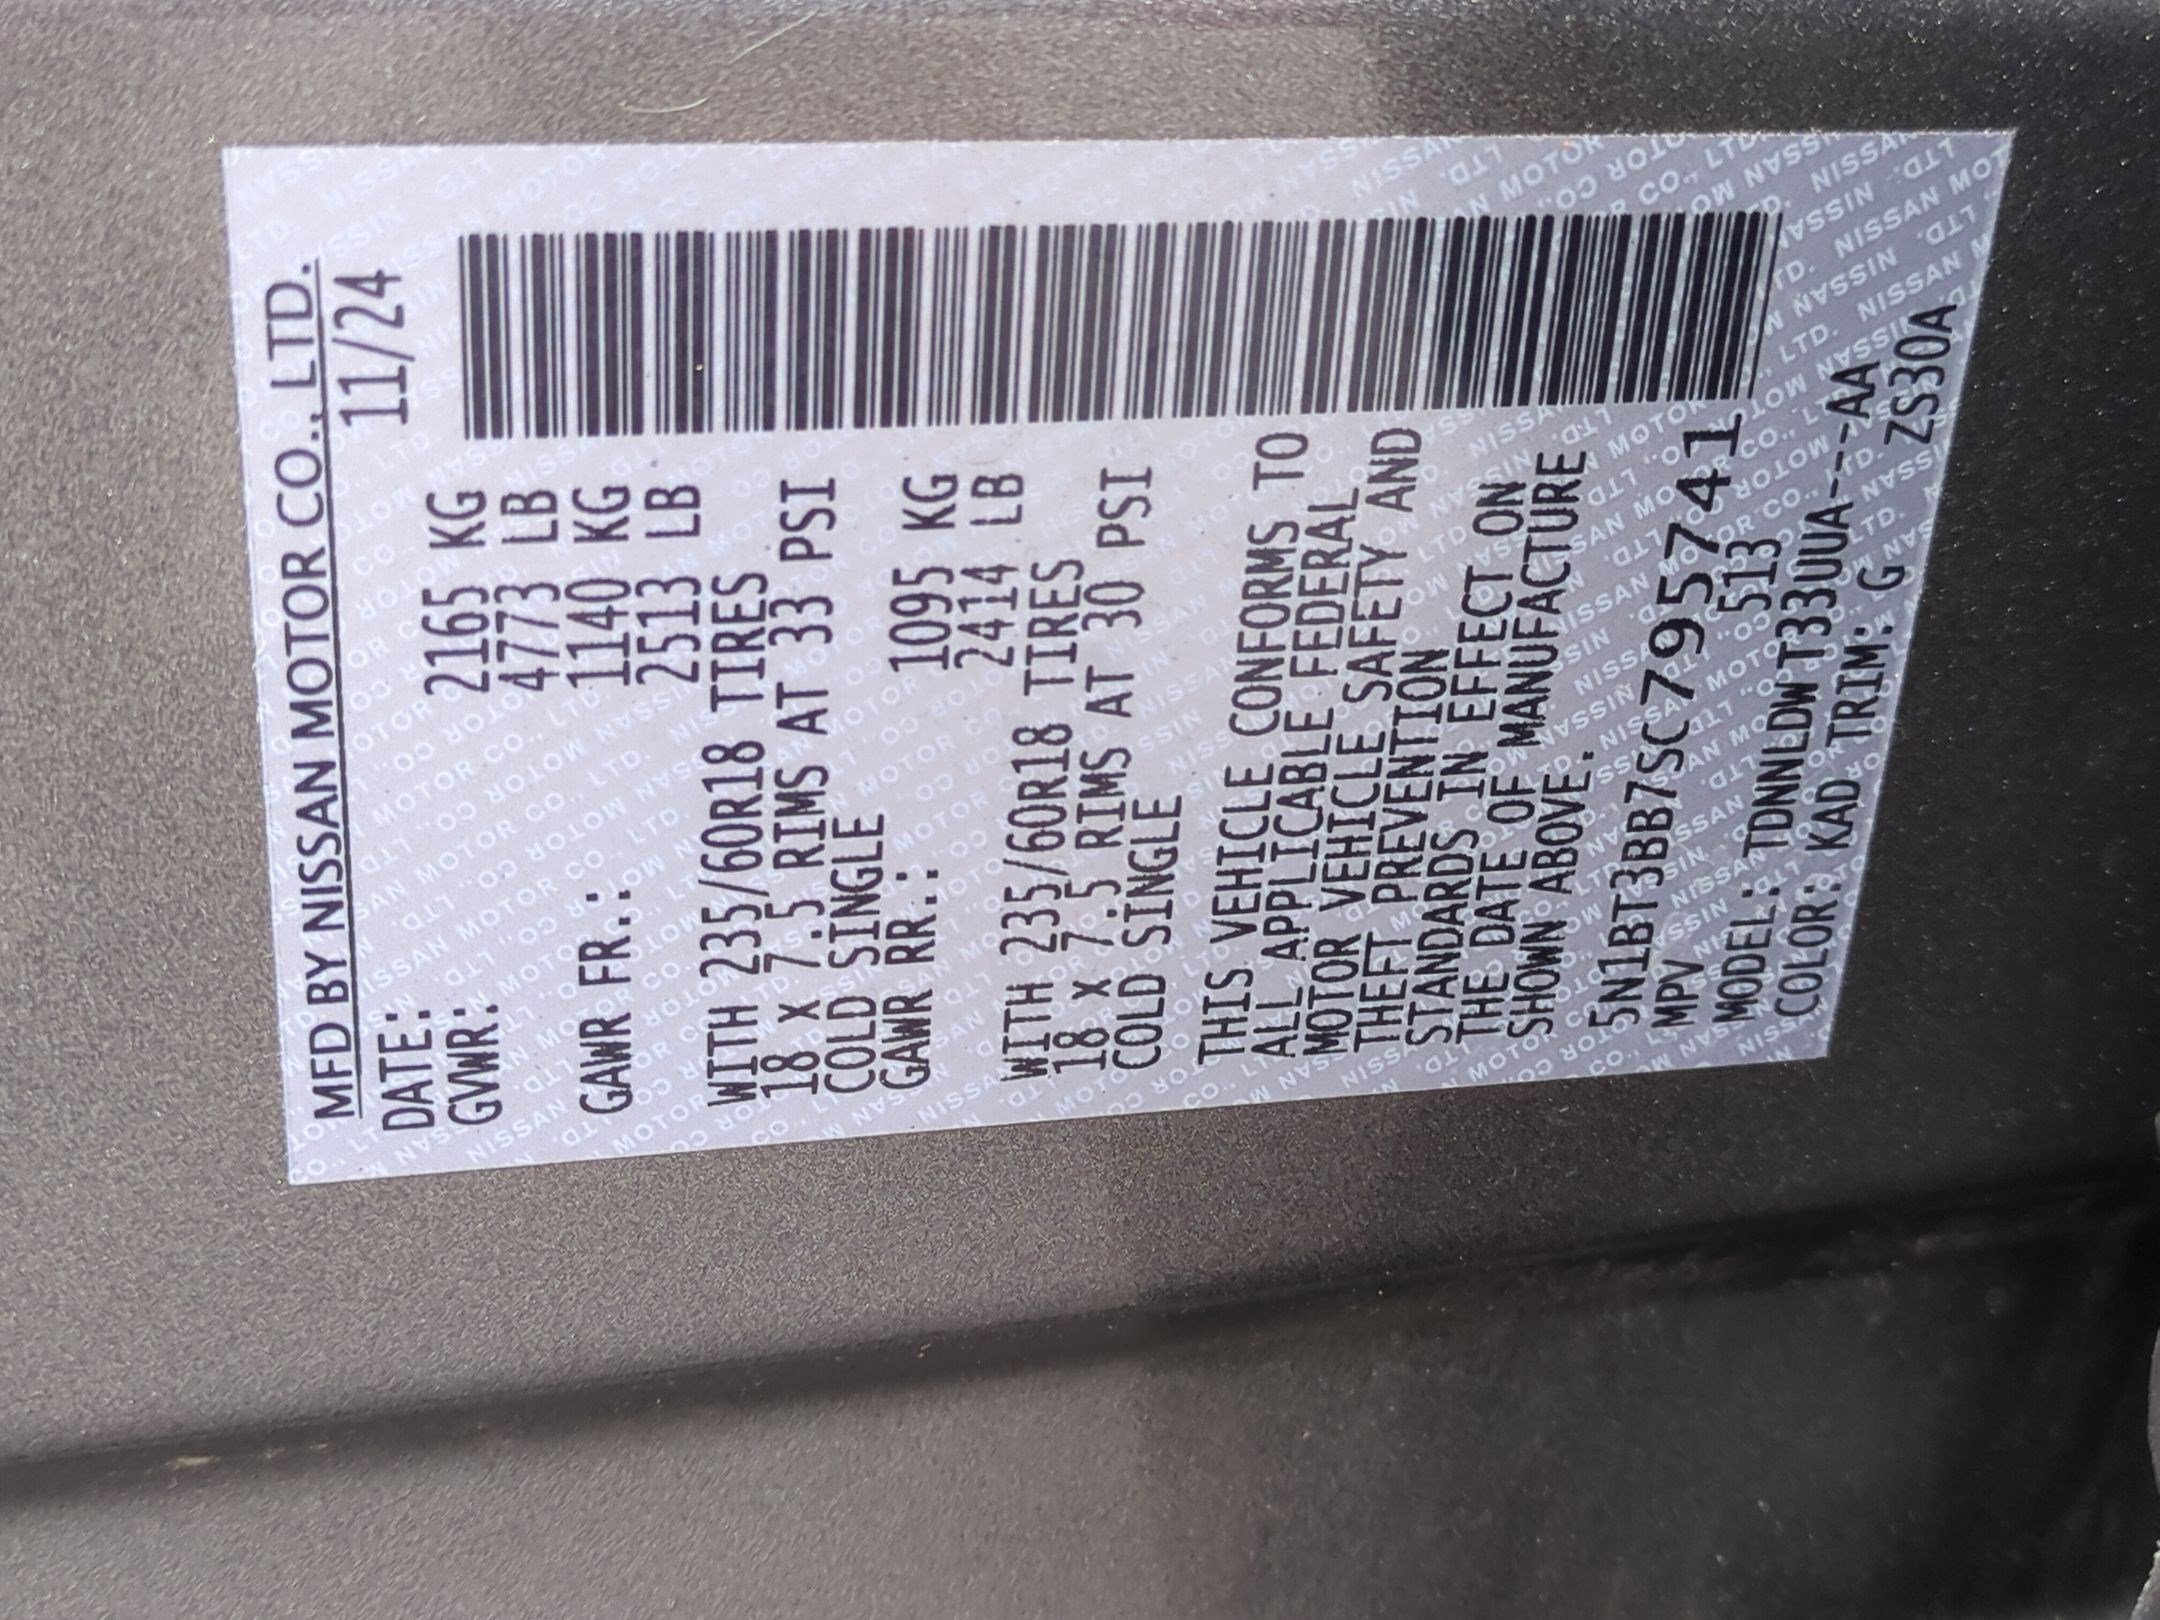 MFD BY NISSAN MOTOR CO., LTD.
DATE: 11/24
GVWR: 2165 KG
4773 LB
GAWR FR.: 1140 KG
2513 LB
WITH 235/60R18 TIRES
18 X 7.5 RIMS AT 33 PSI
COLD SINGLE
GAWR RR.: 1095 KG
2414 LB
WITH 235/60R18 TIRES
18 X 7.5 RIMS AT 30 PSI
COLD SINGLE
THIS VEHICLE CONFORMS TO
ALL APPLICABLE FEDERAL
MOTOR VEHICLE SAFETY AND
THEFT PREVENTION
STANDARDS IN EFFECT ON
THE DATE OF MANUFACTURE
SHOWN ABOVE.
5N1BT3BB7SC795741
MPV 513
MODEL: TDNNLDW T33UUA---AA
COLOR: KAD TRIM: G ZS30A